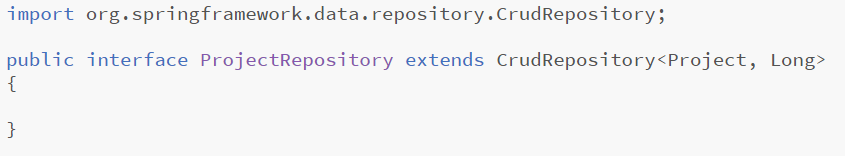 import org.springframework.data.repository.CrudRepository;
public interface ProjectRepository extends CrudRepository<Project, Long>
{
}